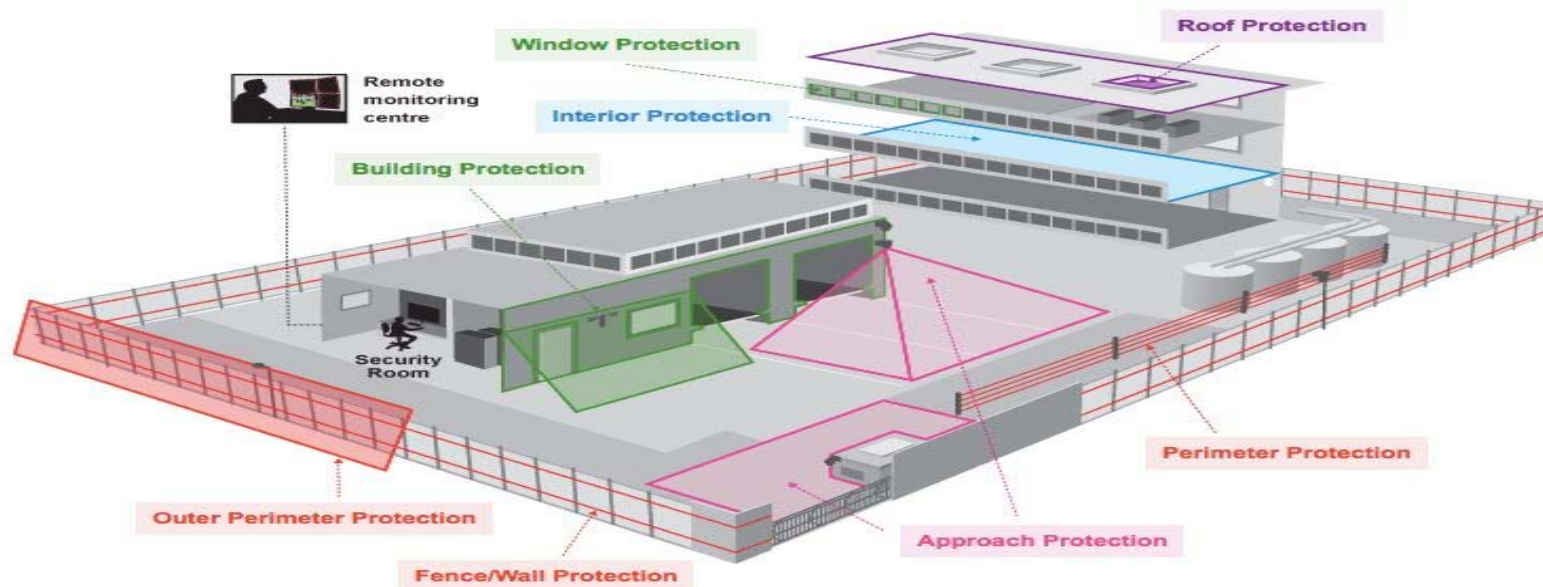 Roof Protection
Window Protection
Remote
monitoring
centre
Interior Protection
Building Protection
Security
Room
Perimeter Protection
Outer Perimeter Protection
Approach Protection
Fence/Wall Protection